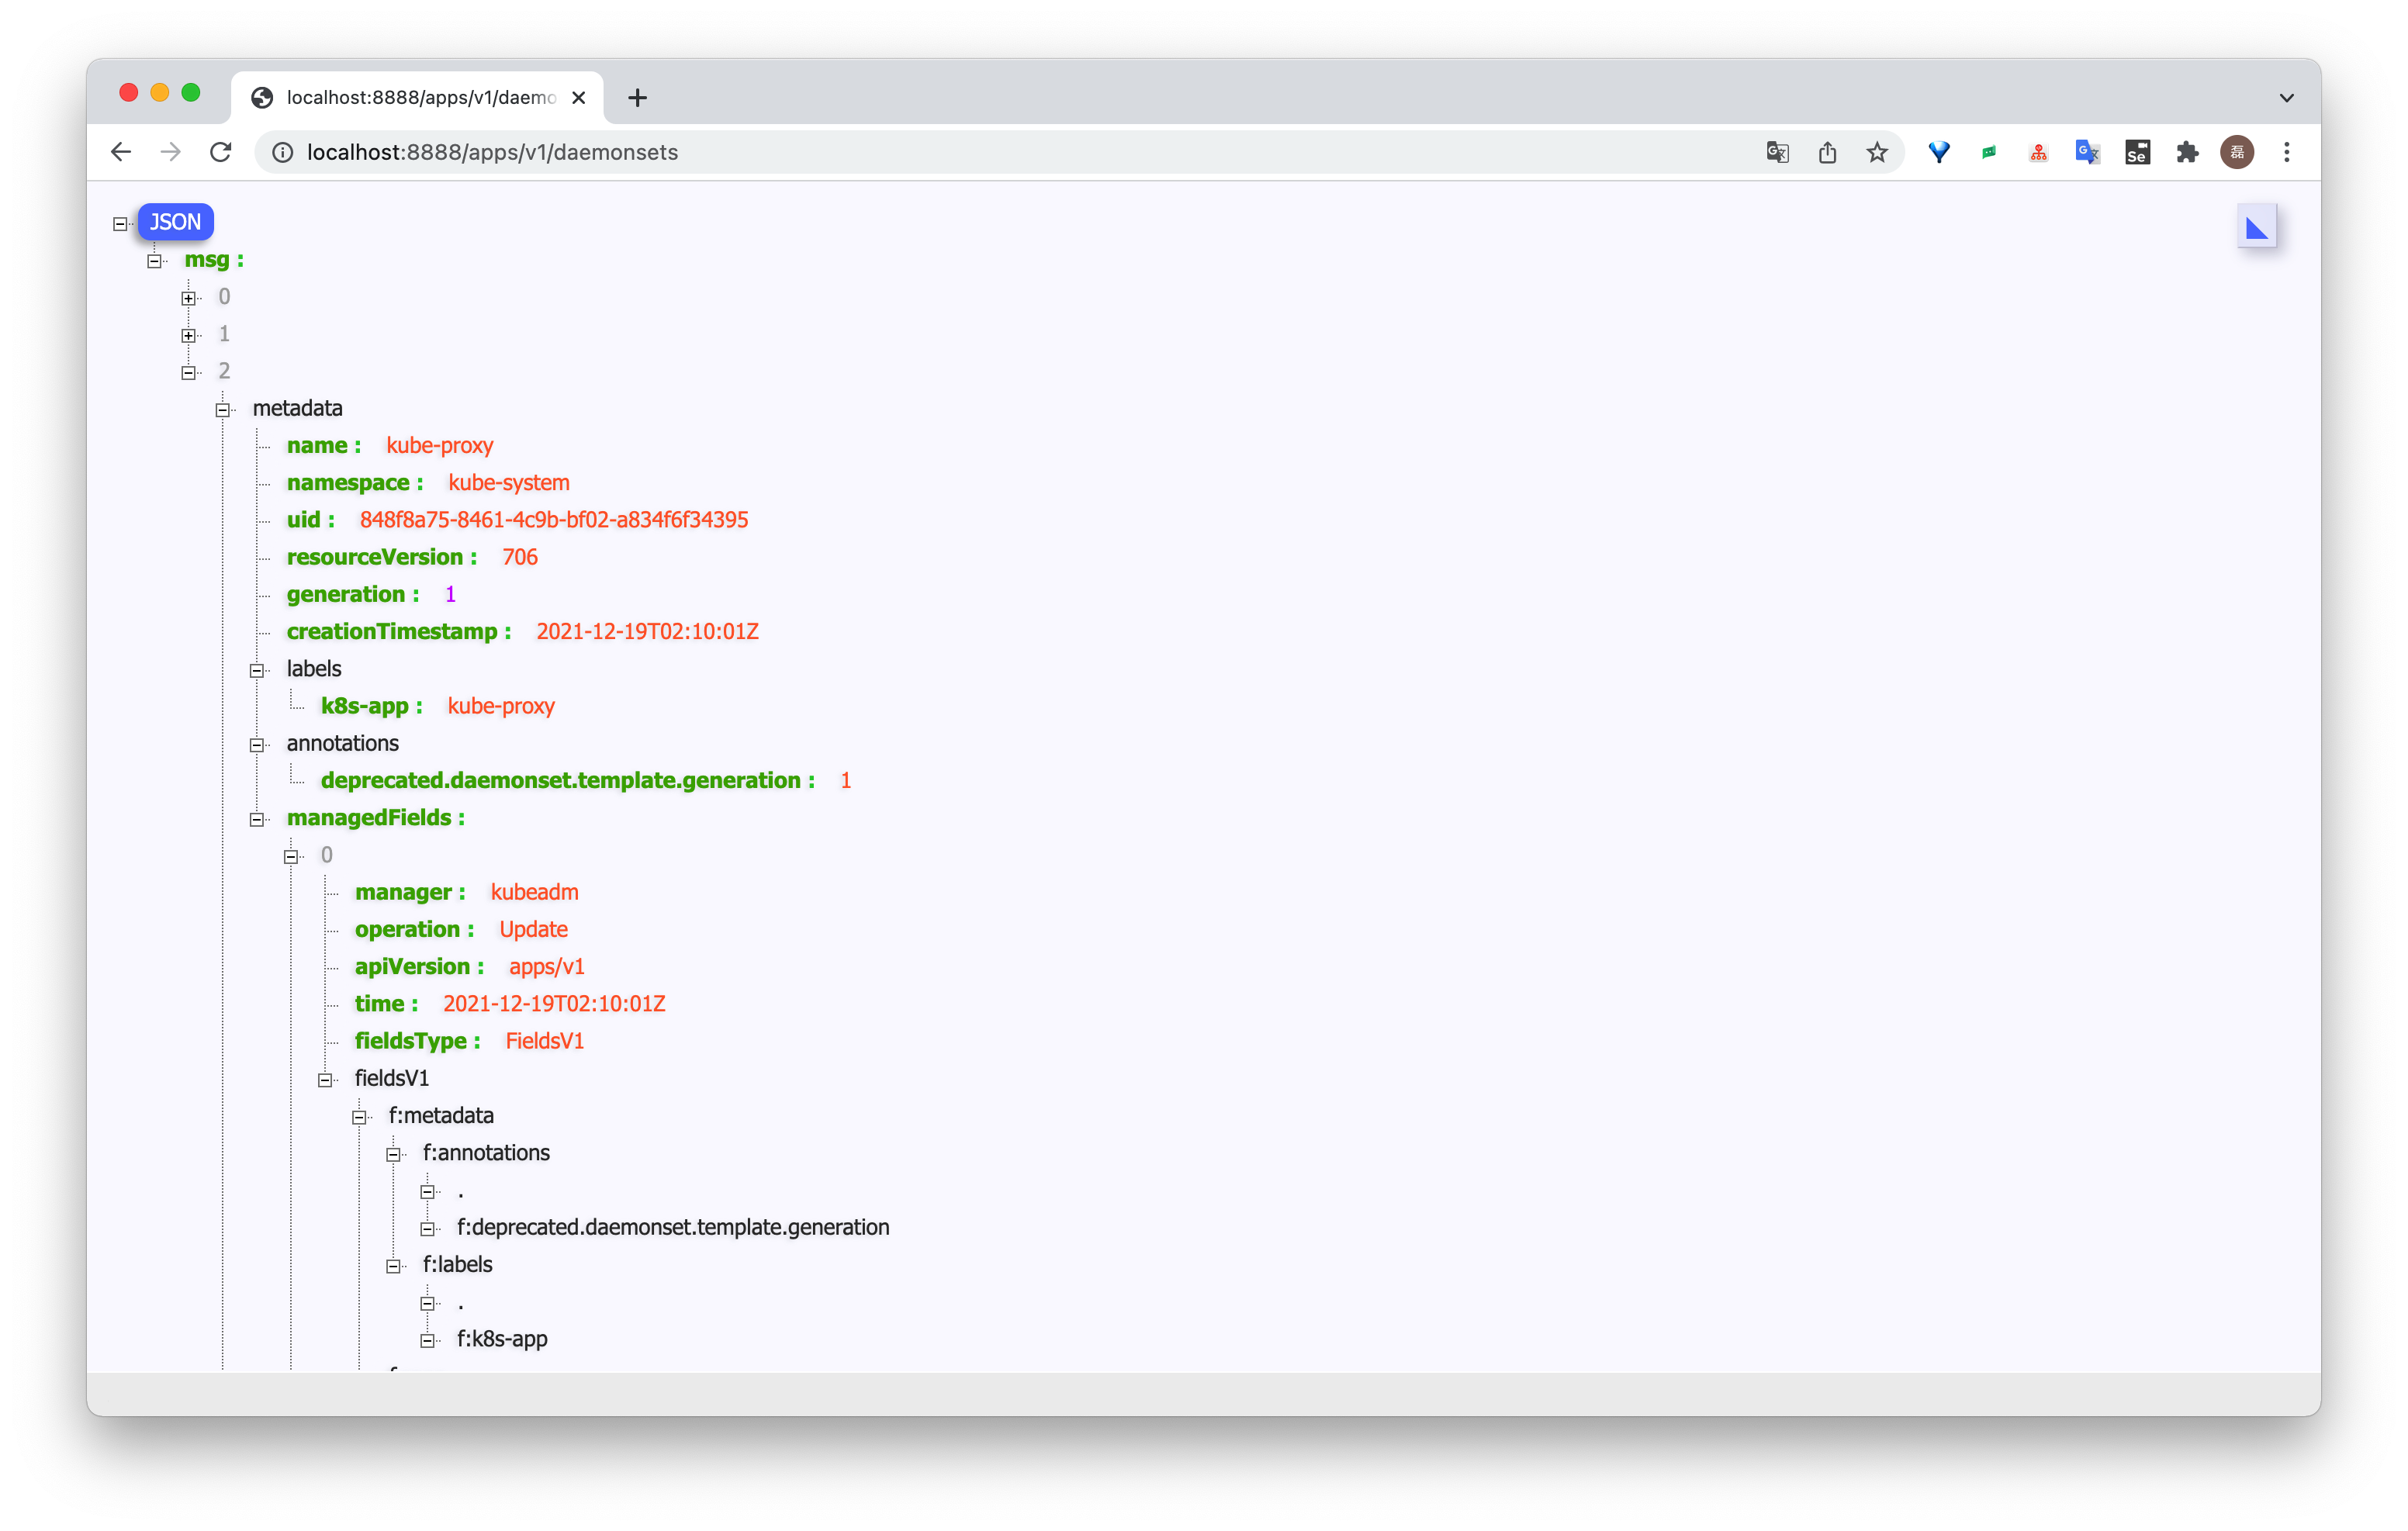 localhost:8888/apps/v1/daemo
localhost:8888/apps/v1/daemonsets
Se
磊
JSON
msg :
0
1
2
metadata
name : kube-proxy
namespace : kube-system
uid : 848f8a75-8461-4c9b-bf02-a834f6f34395
resourceVersion : 706
generation : 1
creationTimestamp : 2021-12-19T02:10:01Z
labels
k8s-app : kube-proxy
annotations
deprecated.daemonset.template.generation : 1
managedFields :
0
manager : kubeadm
operation : Update
apiVersion : apps/v1
time : 2021-12-19T02:10:01Z
fieldsType : FieldsV1
fieldsV1
f:metadata
f:annotations
.
f:deprecated.daemonset.template.generation
f:labels
.
f:k8s-app